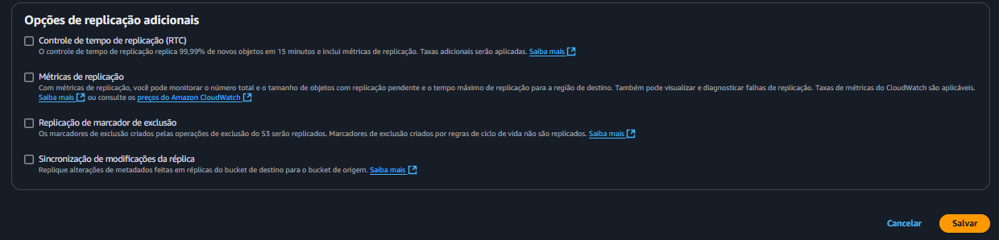 Opções de replicação adicionais
Controle de tempo de replicação (RTC)
O controle de tempo de replicação replica 99,99% de novos objetos em 15 minutos e inclui métricas de replicação. Taxas adicionais serão aplicadas. Saiba mais
Métricas de replicação
Com métricas de replicação, você pode monitorar o número total e o tamanho de objetos com replicação pendente e o tempo máximo de replicação para a região de destino. Também pode visualizar e diagnosticar falhas de replicação. Taxas de métricas do CloudWatch são aplicáveis.
Saiba mais ou consulte os preços do Amazon CloudWatch
Replicação de marcador de exclusão
Os marcadores de exclusão criados pelas operações de exclusão do S3 serão replicados. Marcadores de exclusão criados por regras de ciclo de vida não são replicados. Saiba mais
Sincronização de modificações da réplica
Replique alterações de metadados feitas em réplicas do bucket de destino para o bucket de origem. Saiba mais
Cancelar Salvar